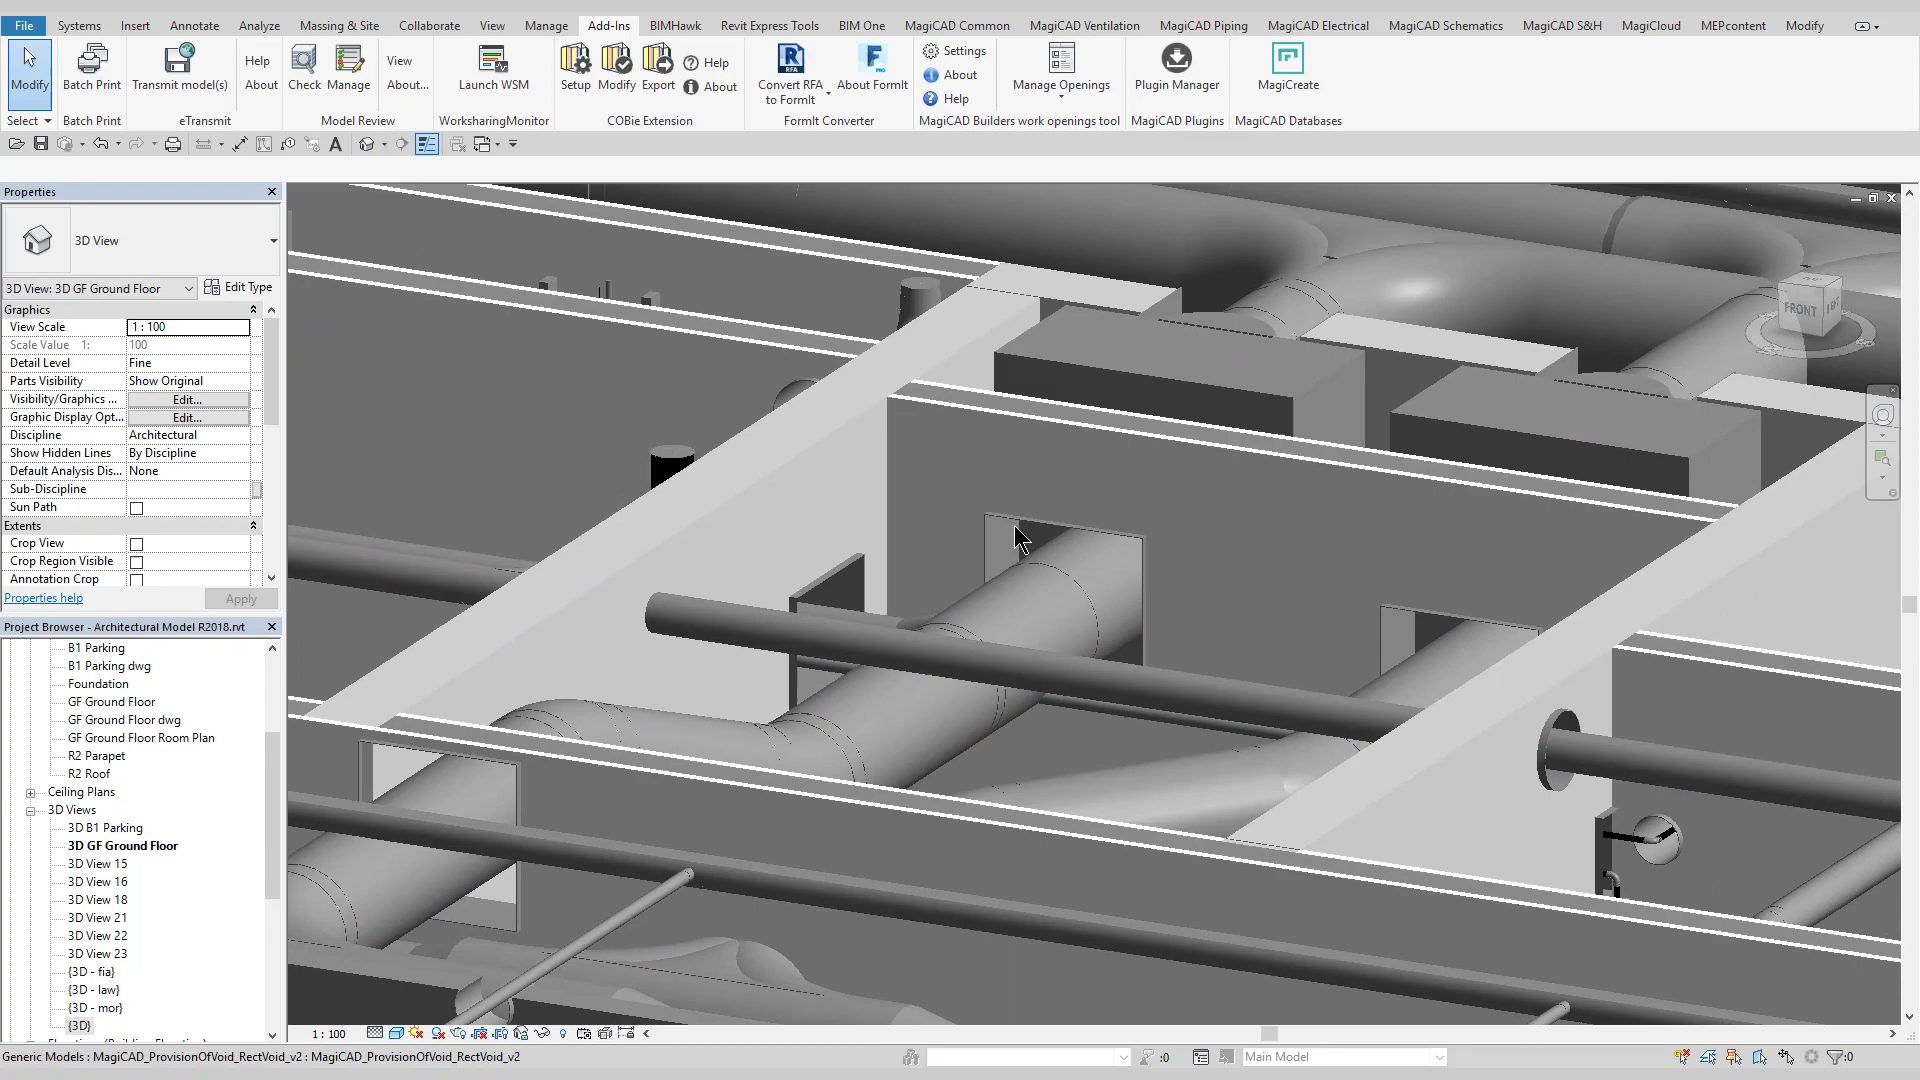 File Systems Insert Annotate Analyze Massing & Site Collaborate View Manage Add-Ins BIMHawk Revit Express Tools BIM One MagiCAD Common MagiCAD Ventilation MagiCAD Piping MagiCAD Electrical MagiCAD Schematics MagiCAD S&H MagiCloud MEPcontent Modify
Modify
Batch Print
Transmit model(s)
Help
About
Check
Manage
View
About...
Launch WSM
Setup
Modify
Export
Help
About
Convert RFA
to FormIt
About FormIt
Settings
About
Help
Manage Openings
Plugin Manager
MagiCreate
Select
Batch Print
eTransmit
Model Review
WorksharingMonitor
COBie Extension
FormIt Converter
MagiCAD Builders work openings tool
MagiCAD Plugins
MagiCAD Databases
Properties
3D View
3D View: 3D GF Ground Floor
Edit Type
Graphics
View Scale 1 : 100
Scale Value 1: 100
Detail Level Fine
Parts Visibility Show Original
Visibility/Graphics ... Edit...
Graphic Display Opt... Edit...
Discipline Architectural
Show Hidden Lines By Discipline
Default Analysis Dis... None
Sub-Discipline
Sun Path
Extents
Crop View
Crop Region Visible
Annotation Crop
Properties help
Apply
Project Browser - Architectural Model R2018.rvt
B1 Parking
B1 Parking dwg
Foundation
GF Ground Floor
GF Ground Floor dwg
GF Ground Floor Room Plan
R2 Parapet
R2 Roof
Ceiling Plans
3D Views
3D B1 Parking
3D GF Ground Floor
3D View 15
3D View 16
3D View 18
3D View 21
3D View 22
3D View 23
{3D - fia}
{3D - law}
{3D - mor}
{3D}
FRONT
1 : 100
Generic Models : MagiCAD_ProvisionOfVoid_RectVoid_v2 : MagiCAD_ProvisionOfVoid_RectVoid_v2
:0
Main Model
:0